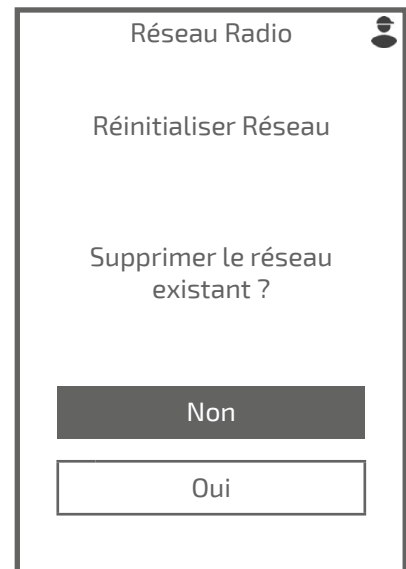 Réseau Radio
Réinitialiser Réseau
Supprimer le réseau
existant ?
Non
Oui